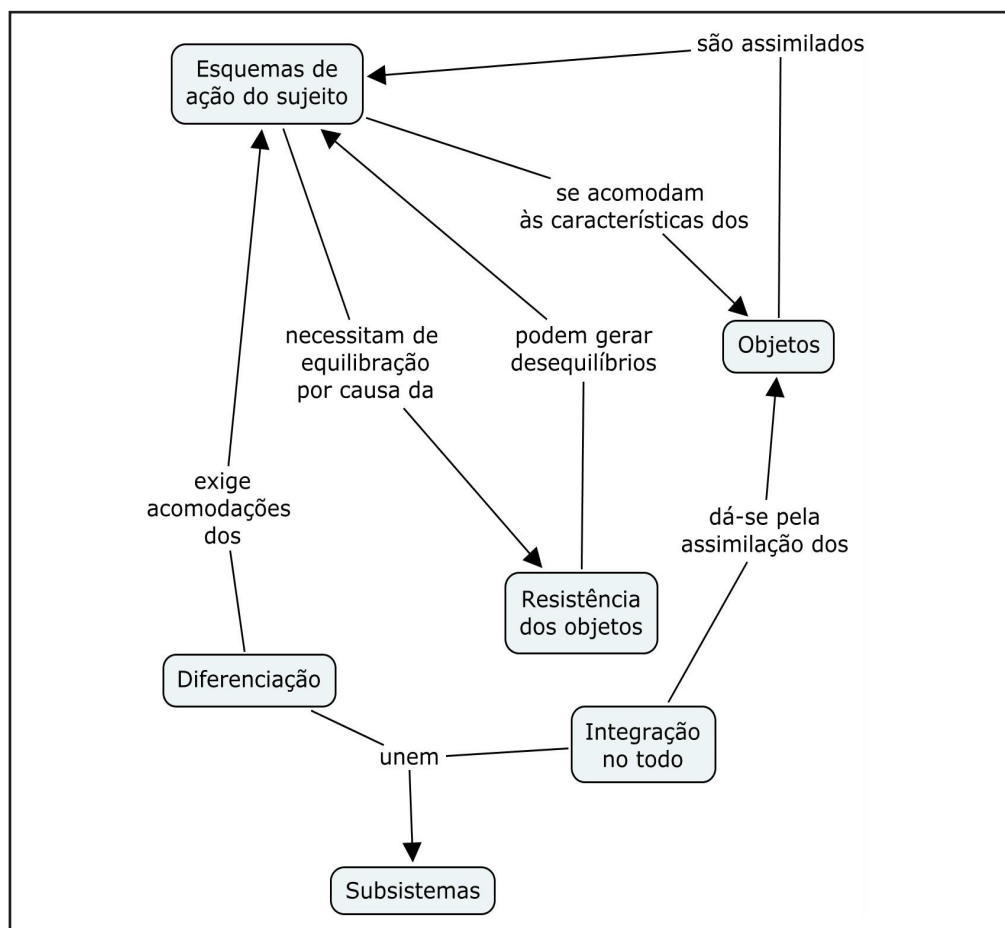 são assimilados
Esquemas de
ação do sujeito
se acomodam
às características dos
necessitam de
equilibração
por causa da
podem gerar
desequilíbrios
Objetos
exige
acomodações
dos
dá-se pela
assimilação dos
Resistência
dos objetos
Diferenciação
Integração
no todo
unem
Subsistemas